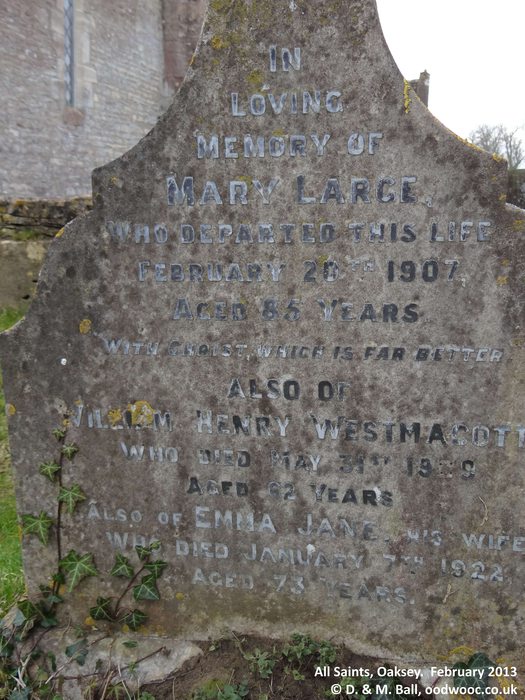 IN
LOVING
MEMORY OF
MARY LARGE,
WHO DEPARTED THIS LIFE
FEBRUARY 20TH 1907,
AGED 85 YEARS
WITH CHRIST, WHICH IS FAR BETTER
ALSO OF
WILLIAM HENRY WESTMACOTT
WHO DIED MAY 31ST
AGED 62 YEARS
ALSO OF EMMA JANE, HIS WIFE
WHO DIED JANUARY 7TH 1922
AGED 73 YEARS.
All Saints, Oaksey. February 2013
© D. & M. Ball, oodwooc.co.uk